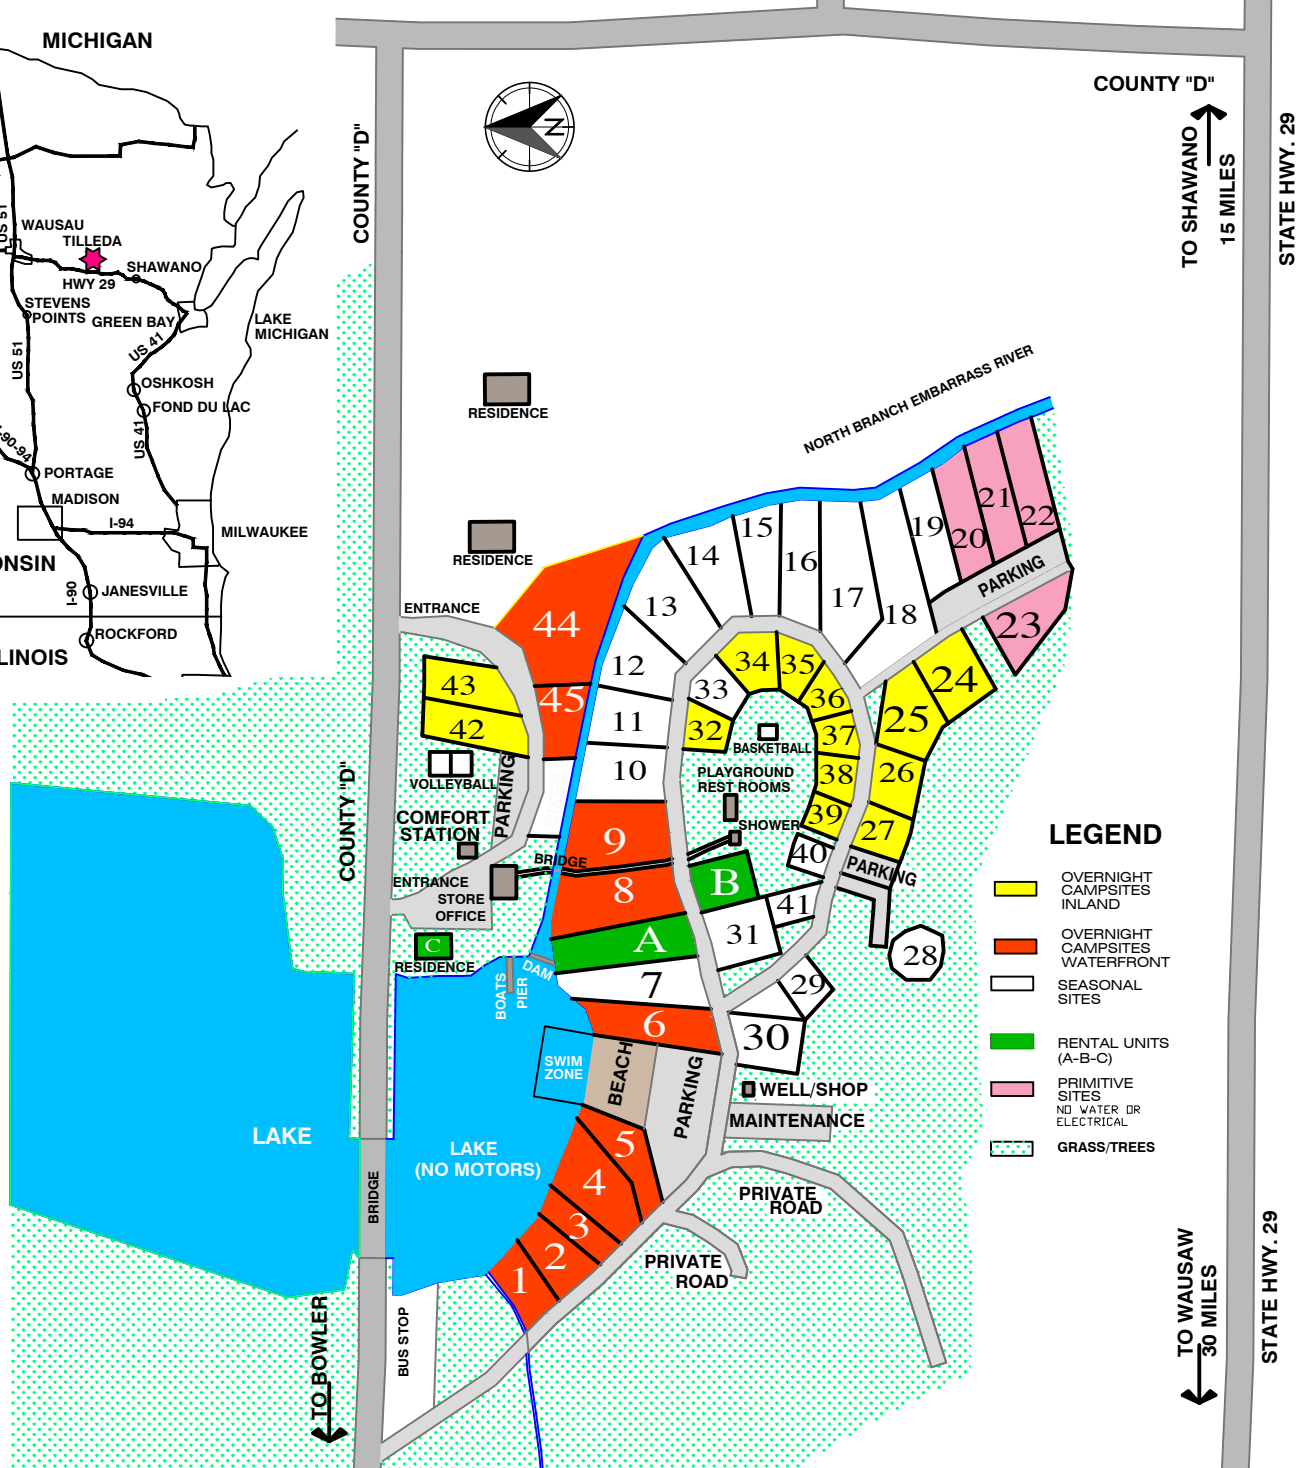 MICHIGAN
US 51
WAUSAU
TILLEDA
SHAWANO
HWY 29
STEVENS
POINTS
GREEN BAY
LAKE
MICHIGAN
US 41
US 51
OSHKOSH
FOND DU LAC
US 41
I-90-94
PORTAGE
MADISON
I-94
MILWAUKEE
ONSIN
I-90
JANESVILLE
ROCKFORD
LINOIS
COUNTY "D"
N
COUNTY "D"
TO SHAWANO
15 MILES
STATE HWY. 29
RESIDENCE
RESIDENCE
NORTH BRANCH EMBARRASS RIVER
ENTRANCE
44
45
43
42
VOLLEYBALL
PARKING
COMFORT
STATION
COUNTY "D"
BRIDGE
ENTRANCE
STORE
OFFICE
C
RESIDENCE
BOATS
PIER
DAM
13
14
15
16
17
18
19
20
21
22
PARKING
23
12
11
10
9
8
A
7
6
33
34
35
36
32
37
38
39
BASKETBALL
PLAYGROUND
REST ROOMS
SHOWER
24
25
26
27
40
PARKING
B
31
41
28
29
30
SWIM
ZONE
BEACH
PARKING
WELL/SHOP
MAINTENANCE
5
4
3
2
1
LAKE
LAKE
(NO MOTORS)
BRIDGE
PRIVATE
ROAD
PRIVATE
ROAD
BUS STOP
TO BOWLER
LEGEND
OVERNIGHT
CAMPSITES
INLAND
OVERNIGHT
CAMPSITES
WATERFRONT
SEASONAL
SITES
RENTAL UNITS
(A-B-C)
PRIMITIVE
SITES
NO WATER OR
ELECTRICAL
GRASS/TREES
TO WAUSAW
30 MILES
STATE HWY. 29